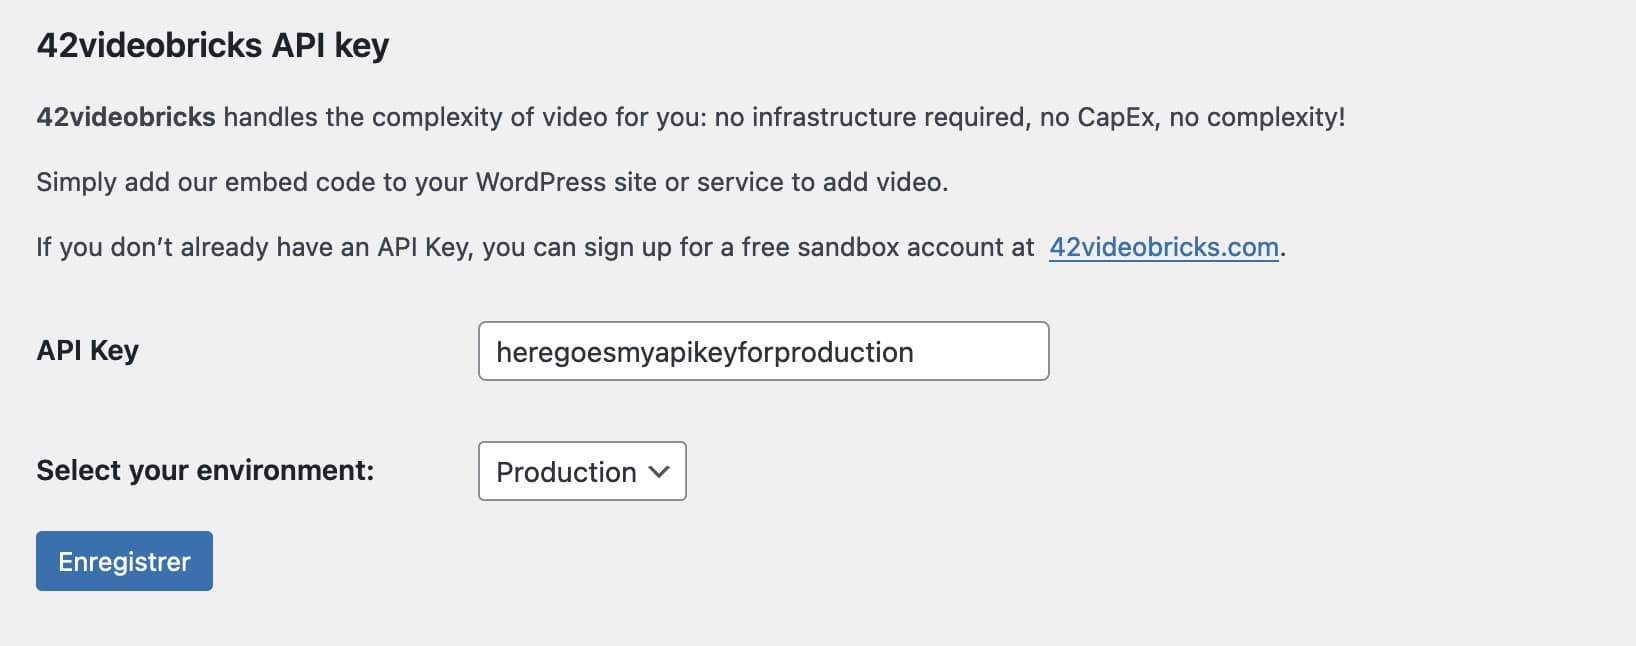 42videobricks API key
42videobricks handles the complexity of video for you: no infrastructure required, no CapEx, no complexity!
Simply add our embed code to your WordPress site or service to add video.
If you don’t already have an API Key, you can sign up for a free sandbox account at 42videobricks.com.
API Key
heregoesmyapikeyforproduction
Select your environment:
Production
Enregistrer